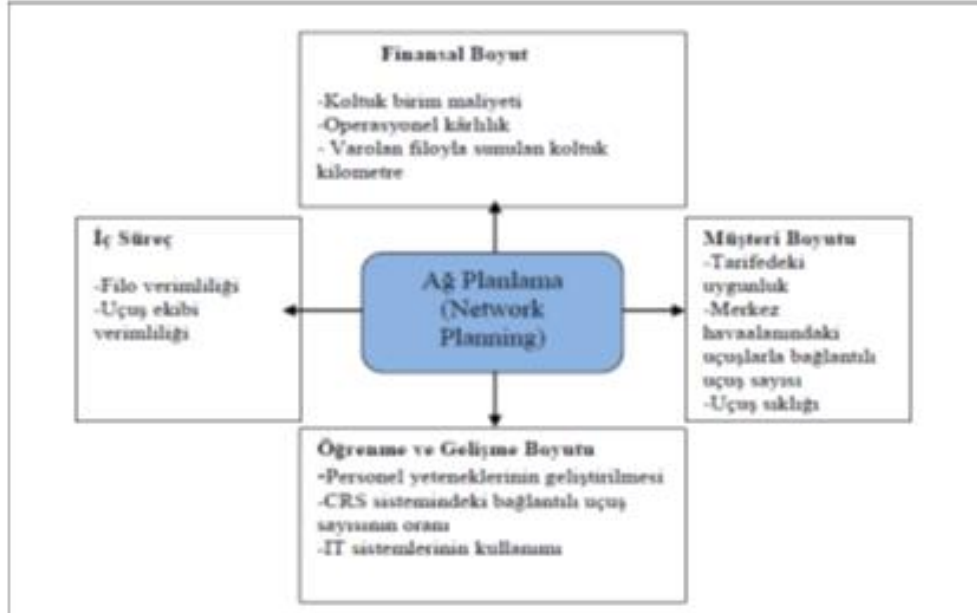 Finansal Boyut
-Koltuk birim maliyeti
-Operasyonel kârlılık
- Varolan filoyla sunulan koltuk
kilometre
İç Süreç
-Filo verimliliği
-Uçuş ekibi
verimliliği
Ağ Planlama
(Network
Planning)
Müşteri Boyutu
-Tarifedeki
uygunluk
-Merkez
havaalanındaki
uçuşlarla bağlantılı
uçuş sayısı
-Uçuş sıklığı
Öğrenme ve Gelişme Boyutu
-Personel yeteneklerinin geliştirilmesi
-CRS sistemindeki bağlantılı uçuş
sayısının oranı
-IT sistemlerinin kullanımı